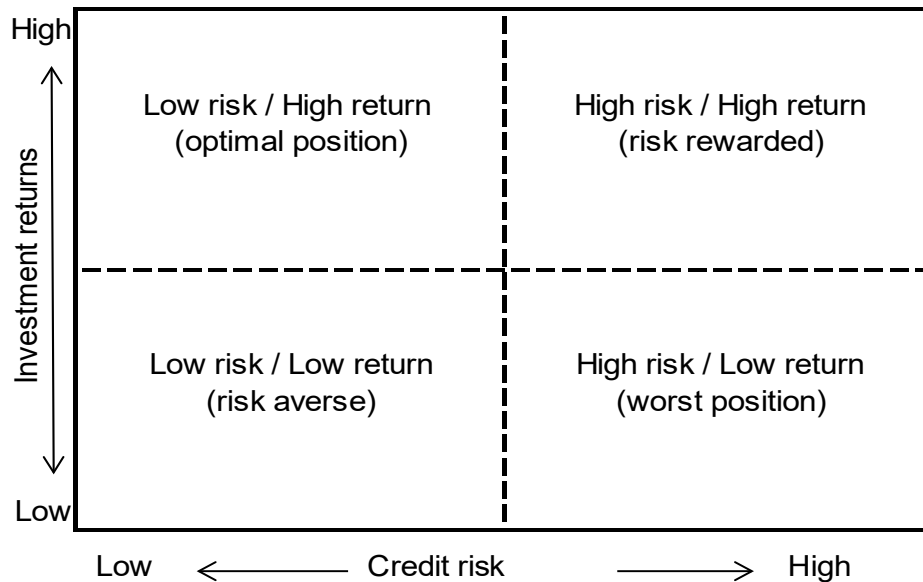 High
Low risk / High return
(optimal position)
High risk / High return
(risk rewarded)
Investment returns
Low risk / Low return
(risk averse)
High risk / Low return
(worst position)
Low
Low
Credit risk
High